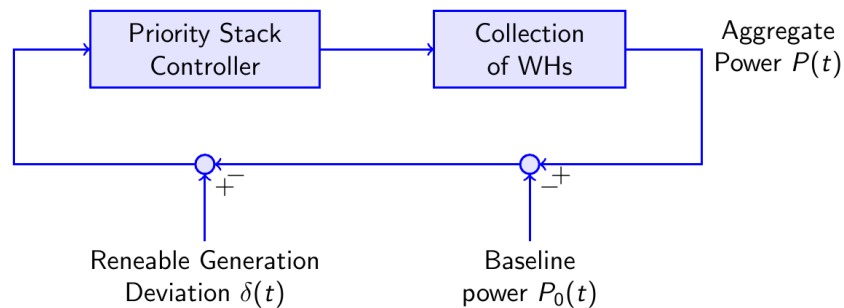 Priority Stack
Controller
Collection
of WHs
Aggregate
Power P(t)
+
−
−
+
Reneable Generation
Deviation δ(t)
Baseline
power P₀(t)